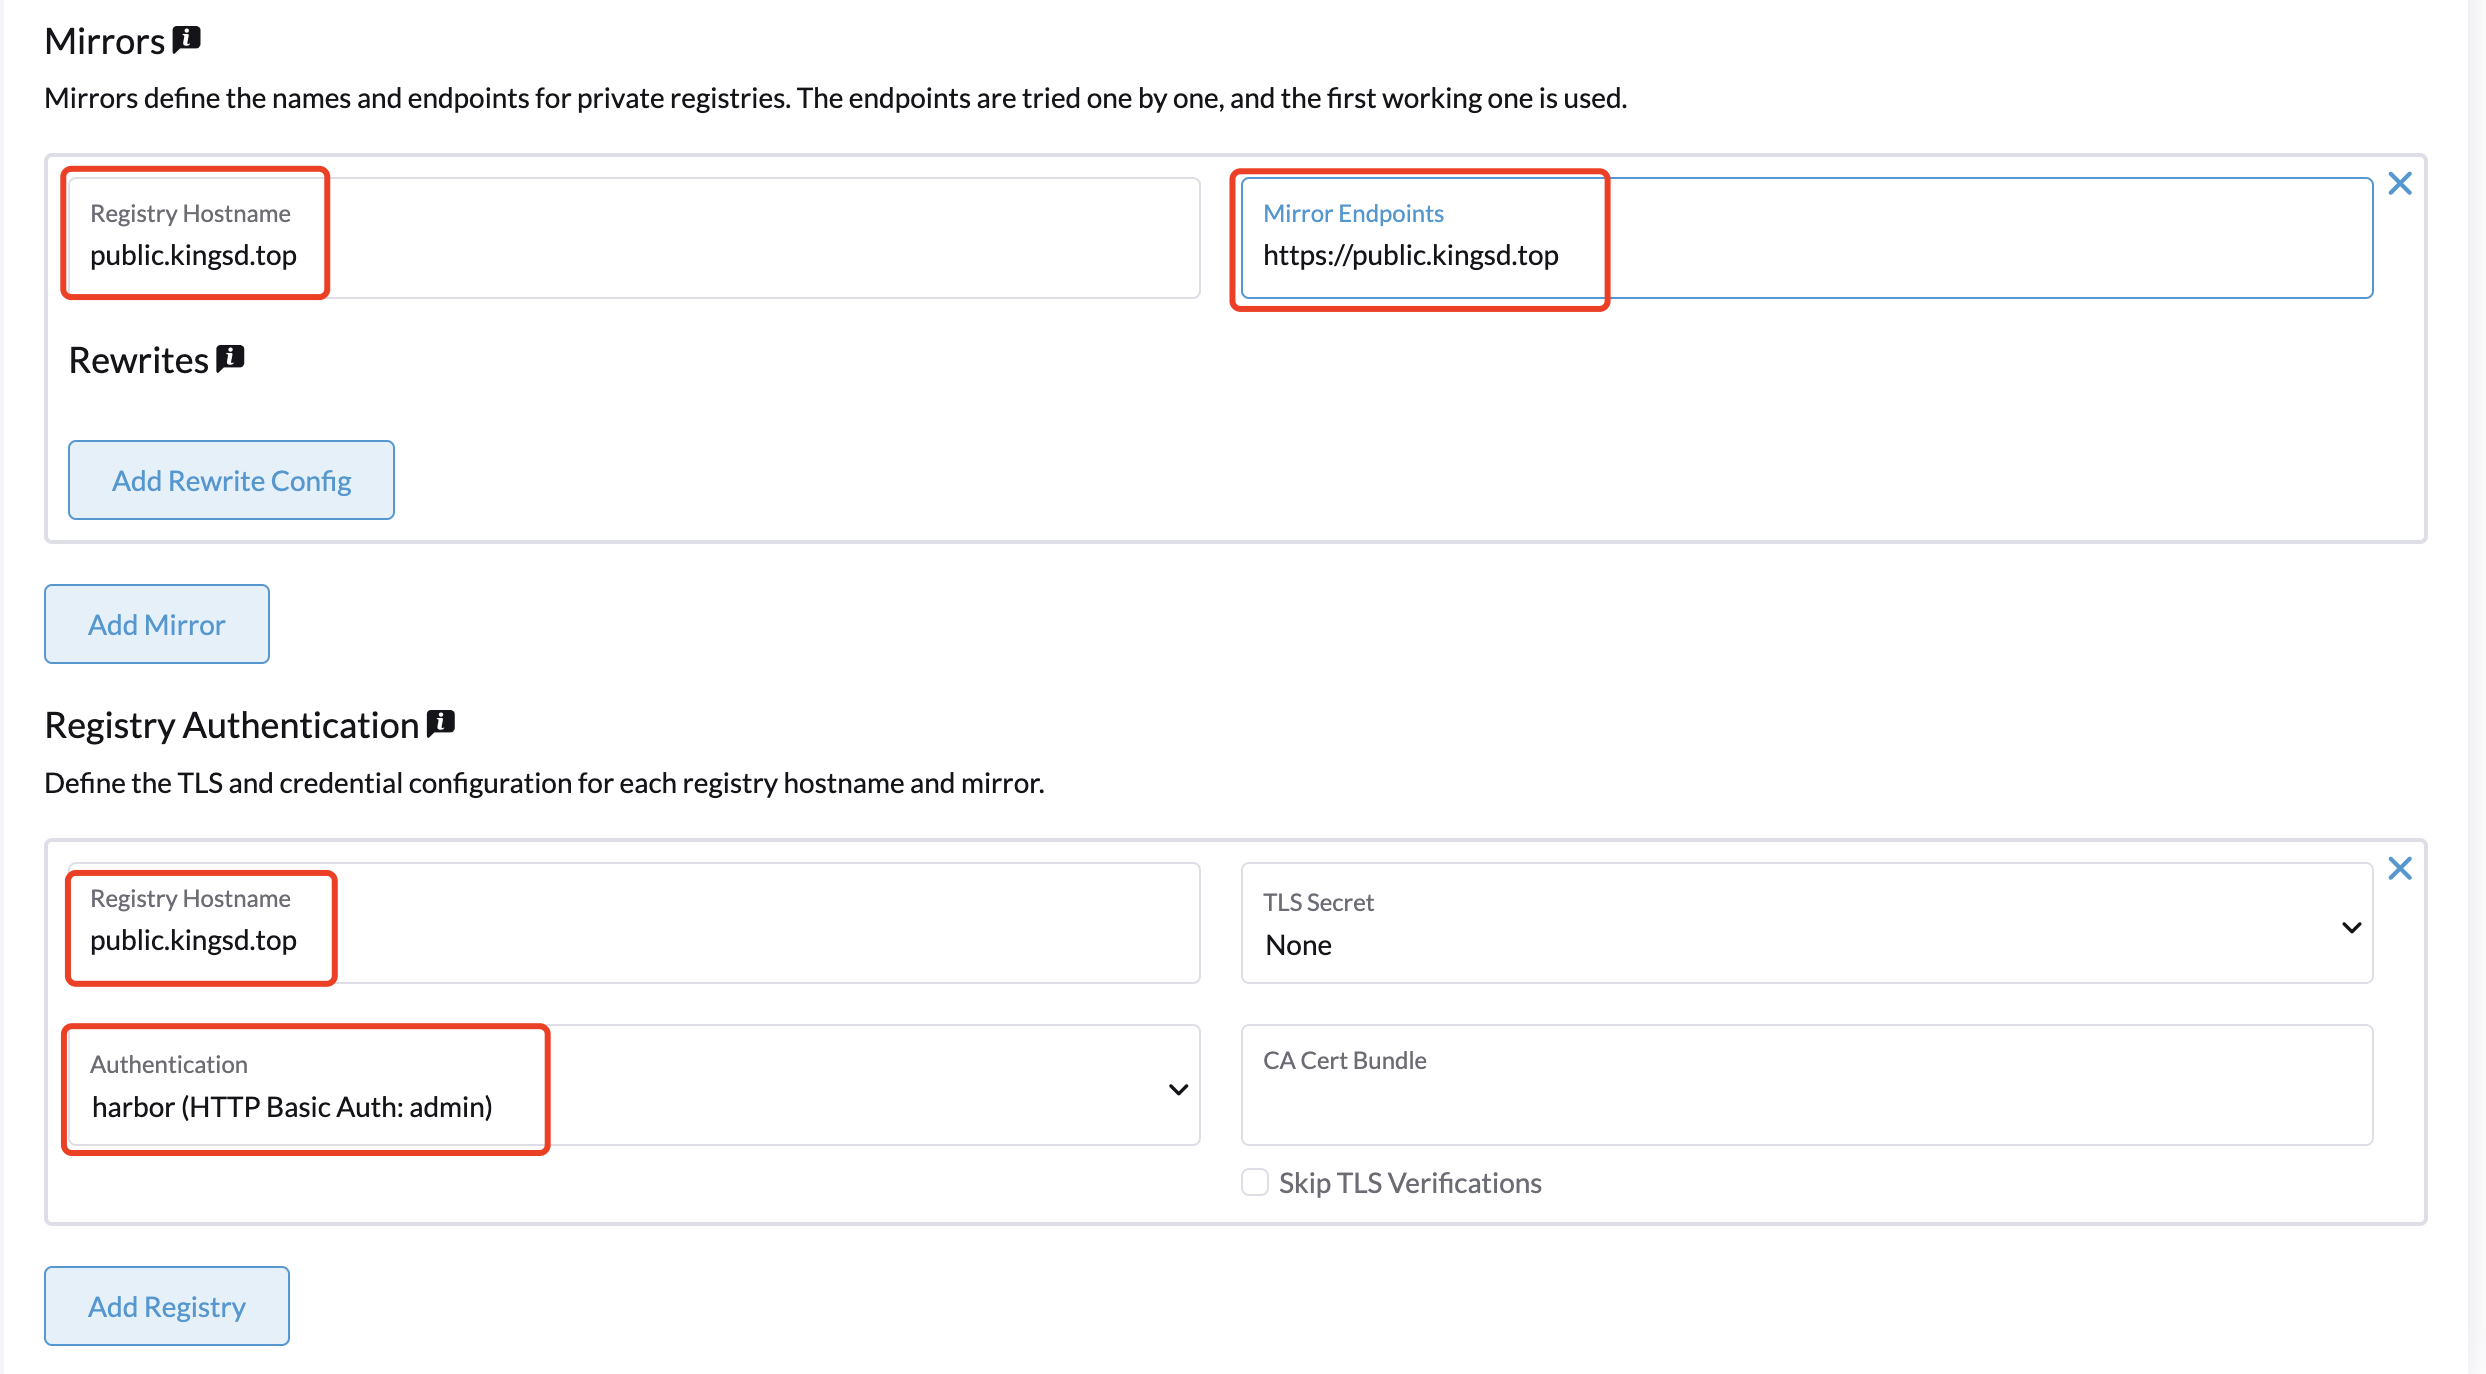 Mirrors
Mirrors define the names and endpoints for private registries. The endpoints are tried one by one, and the first working one is used.
Registry Hostname
public.kingsd.top
Mirror Endpoints
https://public.kingsd.top
Rewrites
Add Rewrite Config
Add Mirror
Registry Authentication
Define the TLS and credential configuration for each registry hostname and mirror.
Registry Hostname
public.kingsd.top
TLS Secret
None
Authentication
harbor (HTTP Basic Auth: admin)
CA Cert Bundle
Skip TLS Verifications
Add Registry